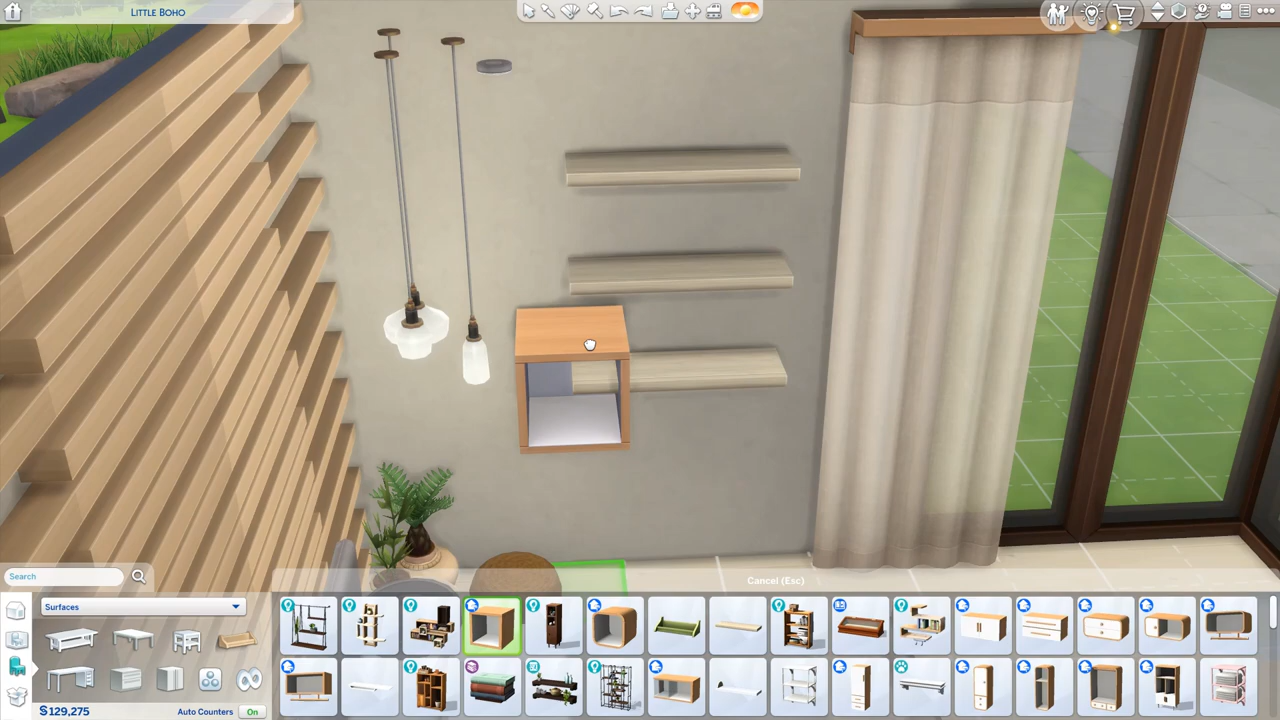 LITTLE BOHO
Cancel (Esc)
Search
Surfaces
§129,275
Auto Counters
On